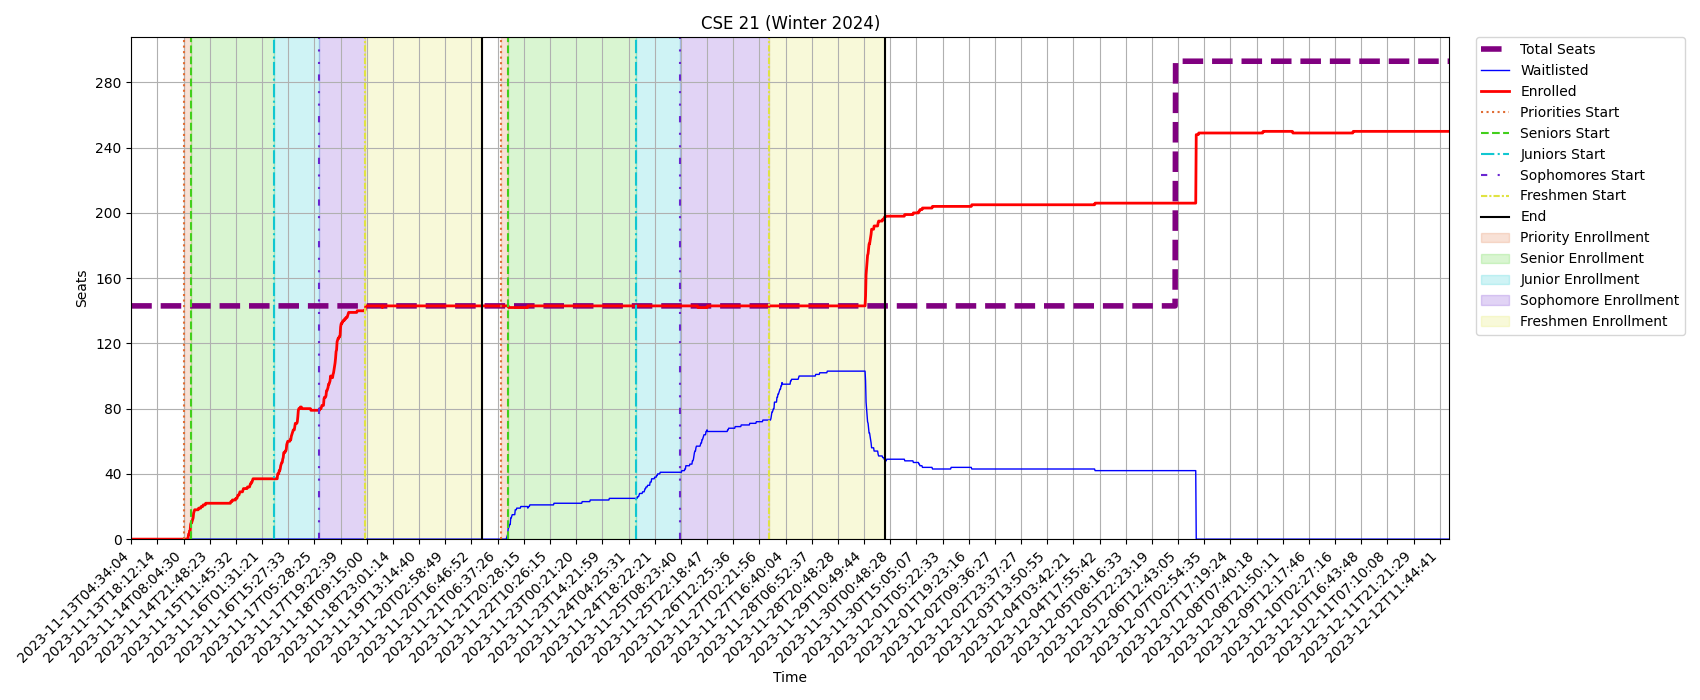 CSE 21 (Winter 2024)
Seats
280
240
200
160
120
80
40
0
2023-11-13T04:34:04
2023-11-13T18:12:14
2023-11-14T08:04:30
2023-11-14T21:48:23
2023-11-15T11:45:32
2023-11-16T01:31:21
2023-11-16T15:27:33
2023-11-17T05:28:25
2023-11-17T19:22:39
2023-11-18T09:15:00
2023-11-18T23:01:14
2023-11-19T13:14:40
2023-11-20T02:58:49
2023-11-20T16:46:52
2023-11-21T06:37:26
2023-11-21T20:28:15
2023-11-22T10:26:15
2023-11-23T00:21:20
2023-11-23T14:21:59
2023-11-24T04:25:31
2023-11-24T18:22:21
2023-11-25T08:23:40
2023-11-25T22:18:47
2023-11-26T12:25:36
2023-11-27T02:21:56
2023-11-27T16:40:04
2023-11-28T06:52:37
2023-11-28T20:48:28
2023-11-29T10:49:44
2023-11-30T00:48:28
2023-11-30T15:05:07
2023-12-01T05:22:33
2023-12-01T19:23:16
2023-12-02T09:36:27
2023-12-02T23:37:27
2023-12-03T13:50:55
2023-12-04T03:42:21
2023-12-04T17:55:42
2023-12-05T08:16:33
2023-12-05T22:23:19
2023-12-06T12:43:05
2023-12-07T02:54:35
2023-12-07T17:19:24
2023-12-08T07:40:18
2023-12-08T21:50:11
2023-12-09T12:17:46
2023-12-10T02:27:16
2023-12-10T16:43:48
2023-12-11T07:10:08
2023-12-11T21:21:29
2023-12-12T11:44:41
Time
Total Seats
Waitlisted
Enrolled
Priorities Start
Seniors Start
Juniors Start
Sophomores Start
Freshmen Start
End
Priority Enrollment
Senior Enrollment
Junior Enrollment
Sophomore Enrollment
Freshmen Enrollment